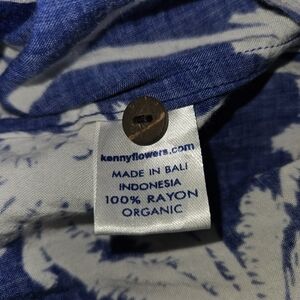 kennyflowers.com
MADE IN BALI
INDONESIA
100% RAYON
ORGANIC